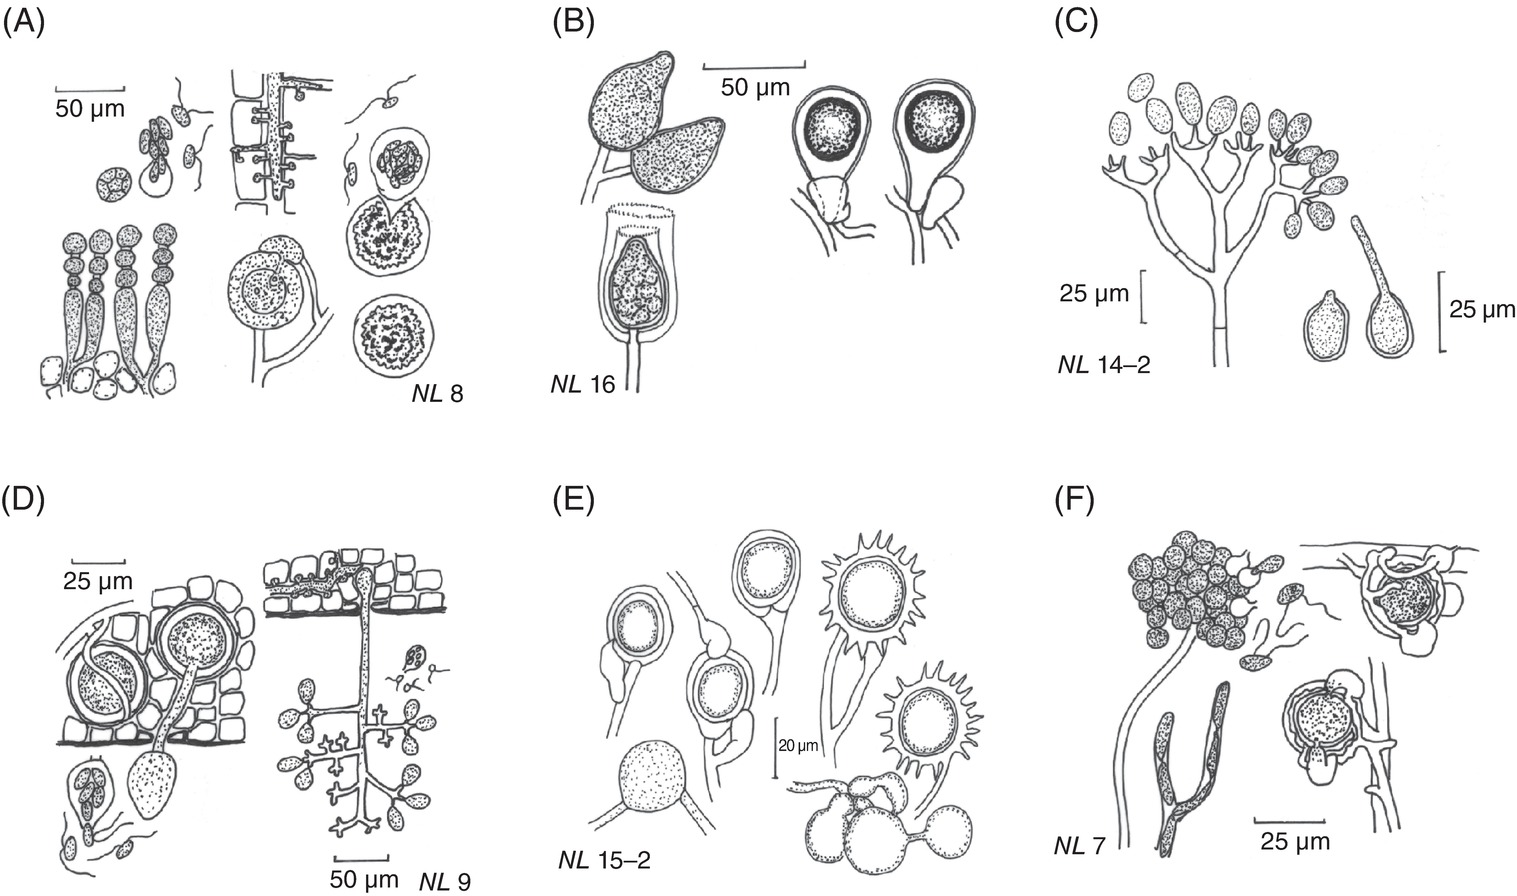 (A)
50 µm
NL 8
(B)
50 µm
NL 16
(C)
25 µm
25 µm
NL 14–2
(D)
25 µm
50 µm
NL 9
(E)
20 µm
NL 15–2
(F)
25 µm
NL 7